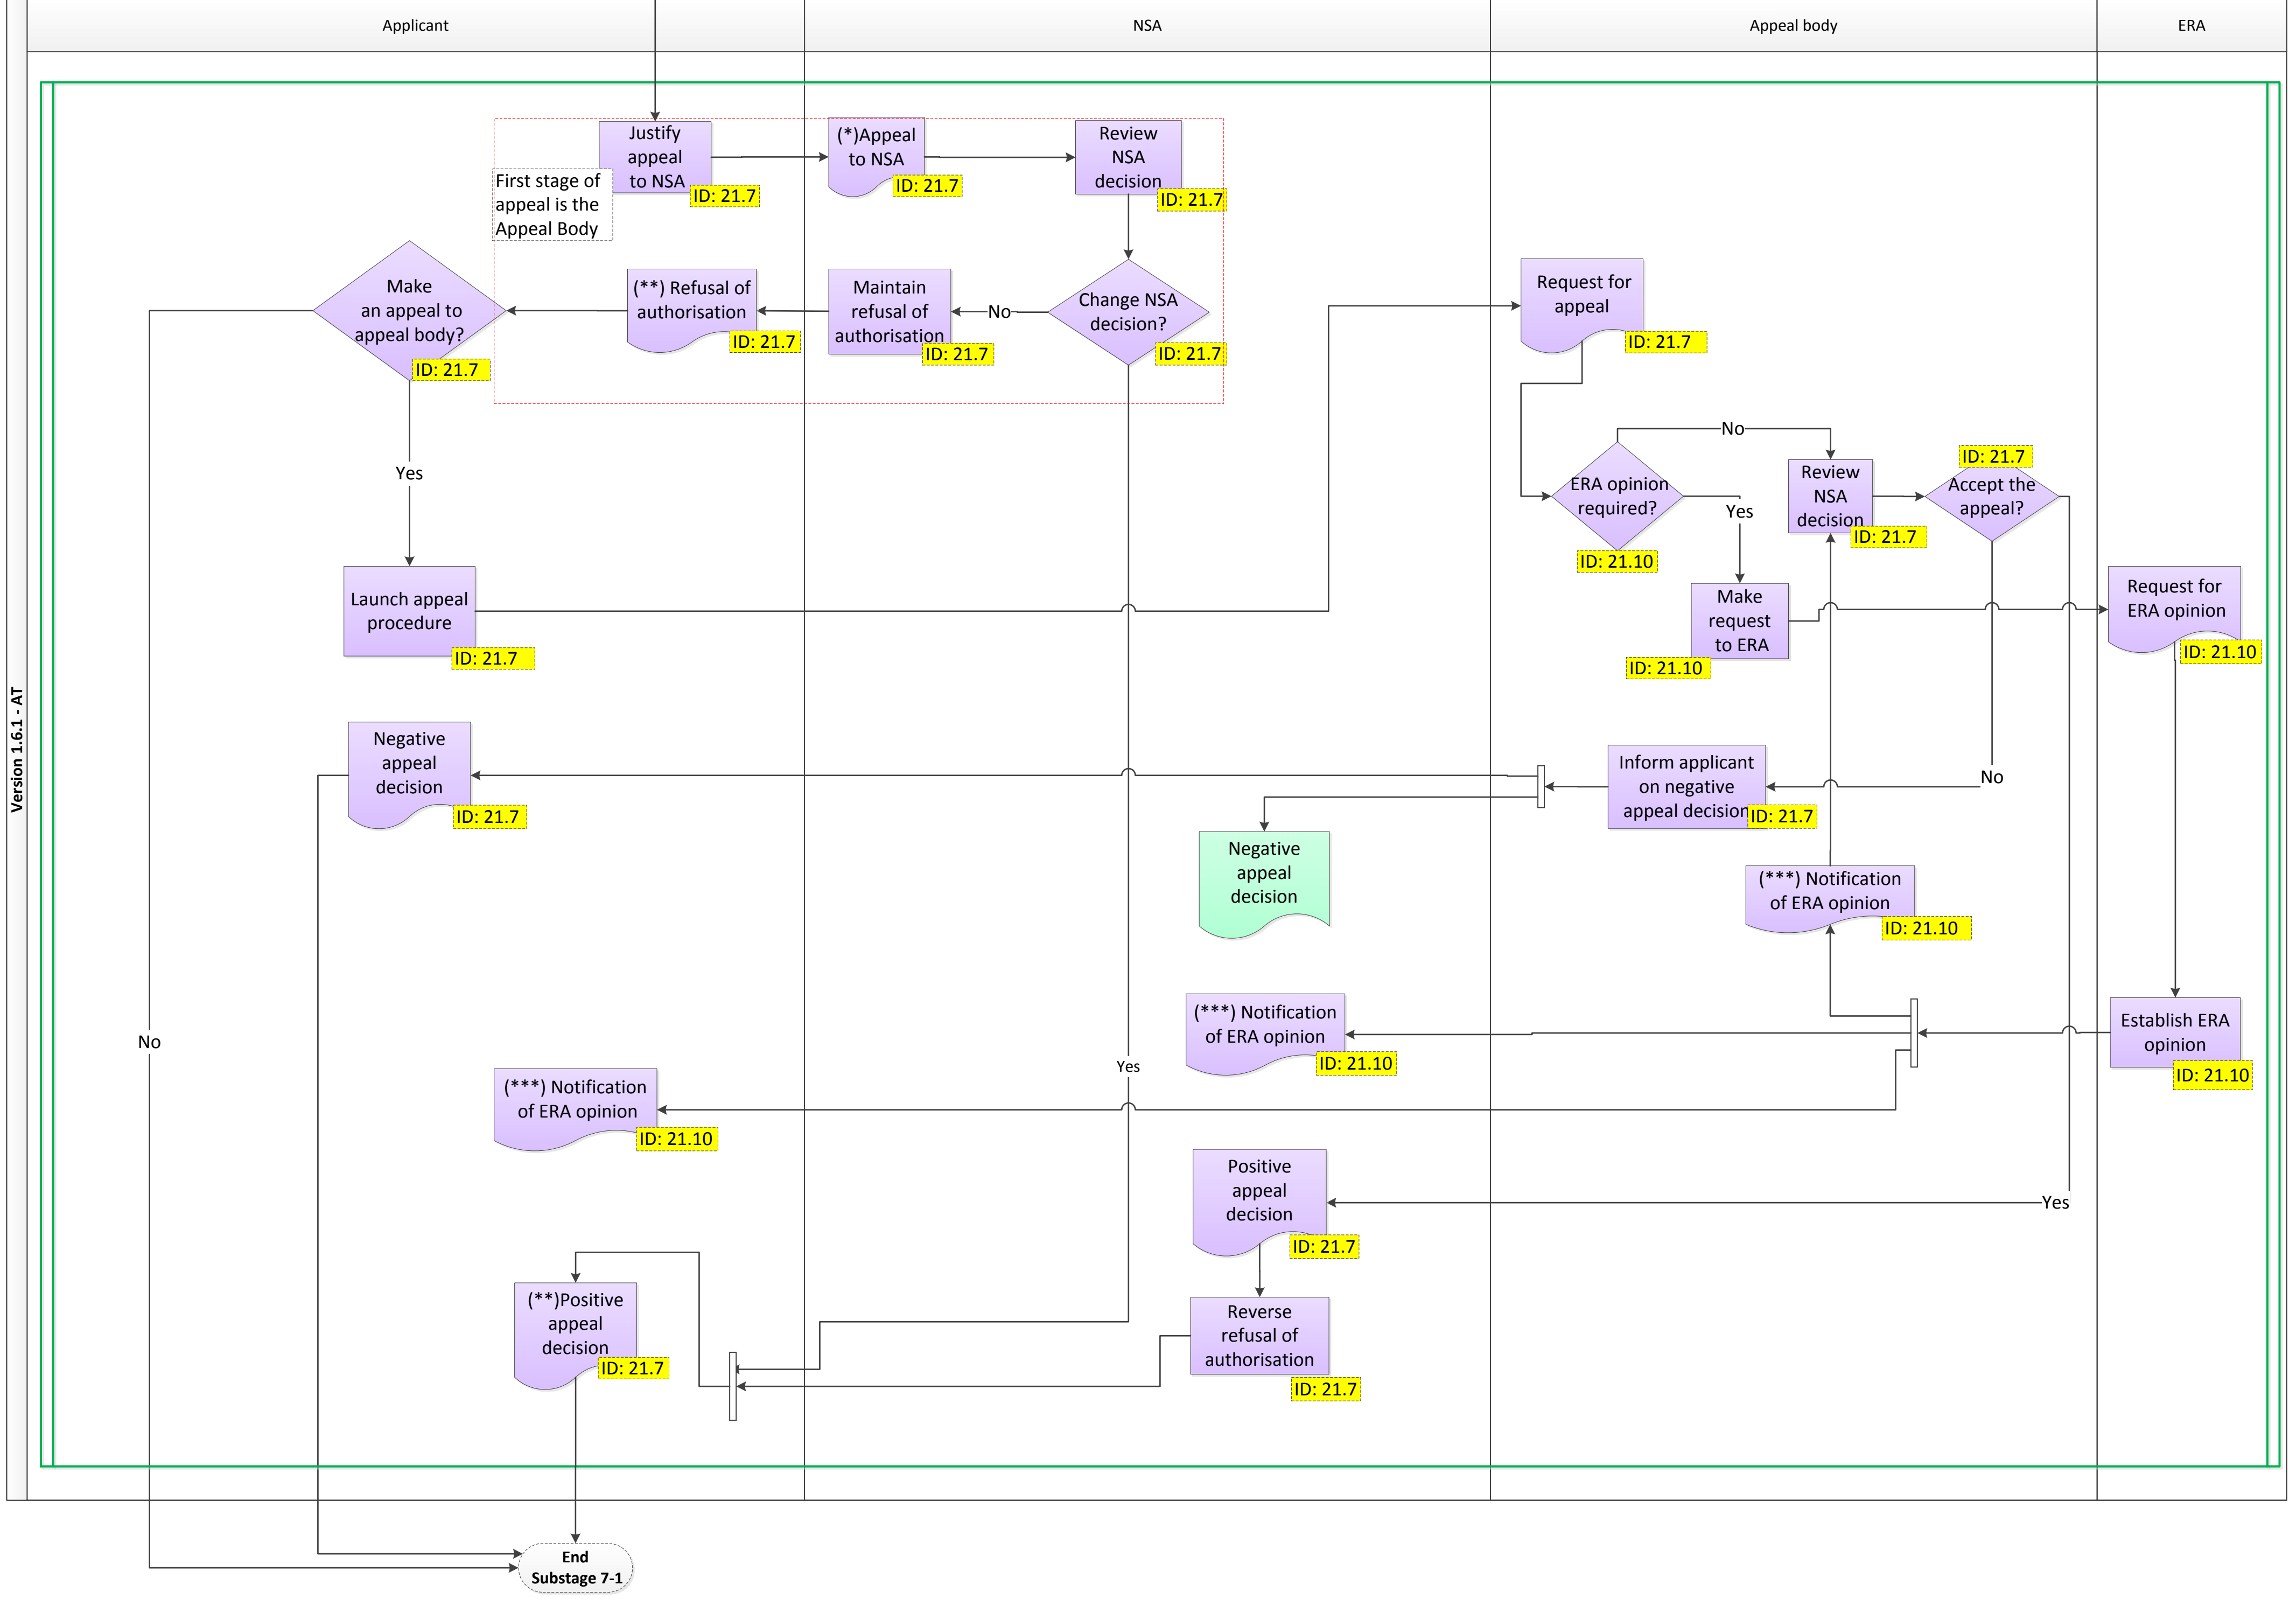 Applicant
NSA
Appeal body
ERA
Version 1.6.1 - AT
Justify
appeal
to NSA
ID: 21.7
(*)Appeal
to NSA
ID: 21.7
Review
NSA
decision
ID: 21.7
First stage of
appeal is the
Appeal Body
Make
an appeal to
appeal body?
ID: 21.7
(**) Refusal of
authorisation
ID: 21.7
Maintain
refusal of
authorisation
ID: 21.7
No
Change NSA
decision?
ID: 21.7
Request for
appeal
ID: 21.7
No
Yes
ERA opinion
required?
ID: 21.10
Yes
Review
NSA
decision
ID: 21.7
ID: 21.7
Accept the
appeal?
Launch appeal
procedure
ID: 21.7
Make
request
to ERA
ID: 21.10
Request for
ERA opinion
ID: 21.10
Negative
appeal
decision
ID: 21.7
Inform applicant
on negative
appeal decision
ID: 21.7
No
Negative
appeal
decision
(***) Notification
of ERA opinion
ID: 21.10
(***) Notification
of ERA opinion
ID: 21.10
Establish ERA
opinion
ID: 21.10
No
Yes
(***) Notification
of ERA opinion
ID: 21.10
Positive
appeal
decision
ID: 21.7
Yes
(**)Positive
appeal
decision
ID: 21.7
Reverse
refusal of
authorisation
ID: 21.7
End
Substage 7-1